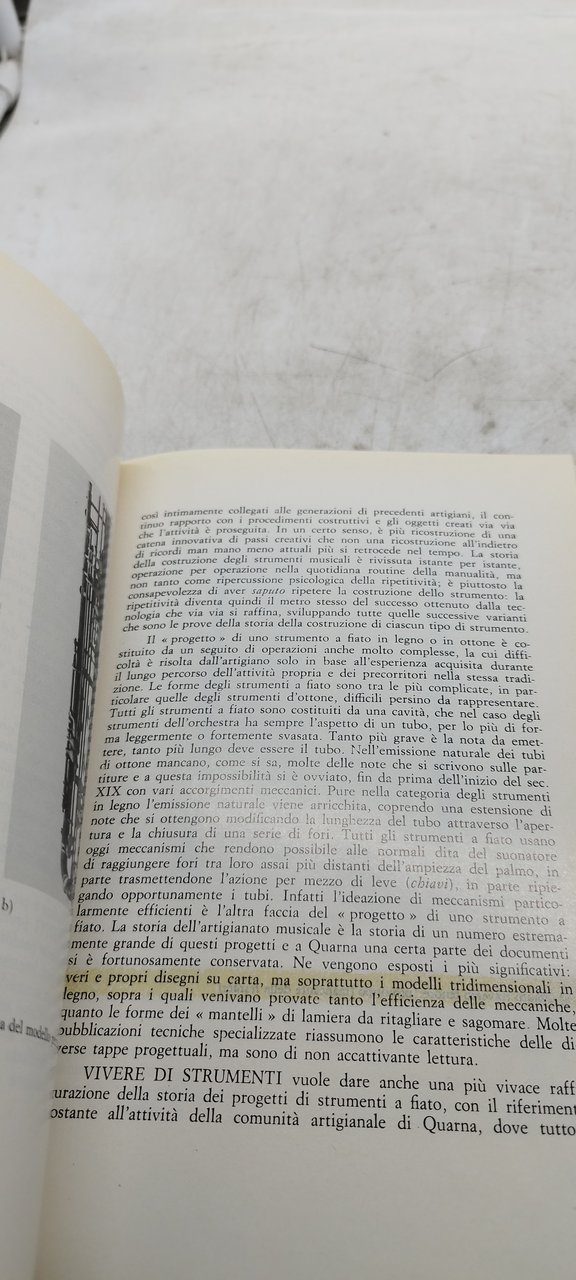 b)
a del modello
così intimamente collegati alle generazioni di precedenti artigiani, il con-
tinuo rapporto con i procedimenti costruttivi e gli oggetti creati via via
che l'attività è proseguita. In un certo senso, è più ricostruzione di una
catena innovativa di passi creativi che non una ricostruzione all'indietro
di ricordi man mano meno attuali più si retrocede nel tempo. La storia
della costruzione degli strumenti musicali è rivissuta istante per istante,
operazione per operazione nella quotidiana routine della manualità, ma
non tanto come ripercussione psicologica della ripetitività; è piuttosto la
consapevolezza di aver saputo ripetere la costruzione dello strumento: la
ripetitività diventa quindi il metro stesso del successo ottenuto dalla tec-
nologia che via via si raffina, sviluppando tutte quelle successive varianti
che sono le prove della storia della costruzione di ciascun tipo di strumento.
Il « progetto » di uno strumento a fiato in legno o in ottone è co-
stituito da un seguito di operazioni anche molto complesse, la cui diffi-
coltà è risolta dall'artigiano solo in base all'esperienza acquisita durante
il lungo percorso dell'attività propria e dei precorritori nella stessa tradi-
zione. Le forme degli strumenti a fiato sono tra le più complicate, in par-
ticolare quelle degli strumenti d'ottone, difficili persino da rappresentare.
Tutti gli strumenti a fiato sono costituiti da una cavità, che nel caso degli
strumenti dell'orchestra ha sempre l'aspetto di un tubo, per lo più di for-
ma leggermente o fortemente svasata. Tanto più grave è la nota da emet-
tere, tanto più lungo deve essere il tubo. Nell'emissione naturale dei tubi
di ottone mancano, come si sa, molte delle note che si scrivono sulle par-
titure e a questa impossibilità si è ovviato, fin da prima dell'inizio del sec.
XIX con vari accorgimenti meccanici. Pure nella categoria degli strumenti
in legno l'emissione naturale viene arricchita, coprendo una estensione di
note che si ottengono modificando la lunghezza del tubo attraverso l'aper-
tura e la chiusura di una serie di fori. Tutti gli strumenti a fiato usano
oggi meccanismi che rendono possibile alle normali dita del suonatore
di raggiungere fori tra loro assai più distanti dell'ampiezza del palmo, in
parte trasmettendone l'azione per mezzo di leve (chiavi), in parte ripie-
gando opportunamente i tubi. Infatti l'ideazione di meccanismi partico-
larmente efficienti è l'altra faccia del « progetto » di uno strumento a
fiato. La storia dell'artigianato musicale è la storia di un numero estrema-
mente grande di questi progetti e a Quarna una certa parte dei documenti
si è fortunosamente conservata. Ne vengono esposti i più significativi:
veri e propri disegni su carta, ma soprattutto i modelli tridimensionali in
legno, sopra i quali venivano provate tanto l'efficienza delle meccaniche,
quanto le forme dei « mantelli » di lamiera da ritagliare e sagomare. Molte
pubblicazioni tecniche specializzate riassumono le caratteristiche delle di
verse tappe progettuali, ma sono di non accattivante lettura.
VIVERE DI STRUMENTI vuole dare anche una più vivace raff
urazione della storia dei progetti di strumenti a fiato, con il riferiment
ostante all'attività della comunità artigianale di Quarna, dove tutto